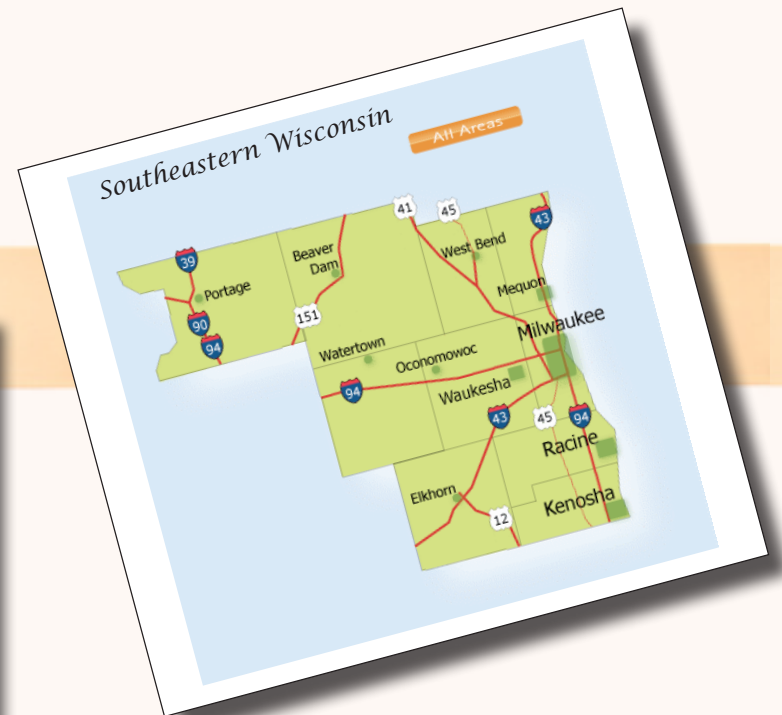 Southeastern Wisconsin
All Areas
41
45
43
39
Beaver
Dam
West Bend
Portage
Mequon
90
151
94
Milwaukee
Watertown
Oconomowoc
94
Waukesha
43
45
94
Racine
Elkhorn
12
Kenosha